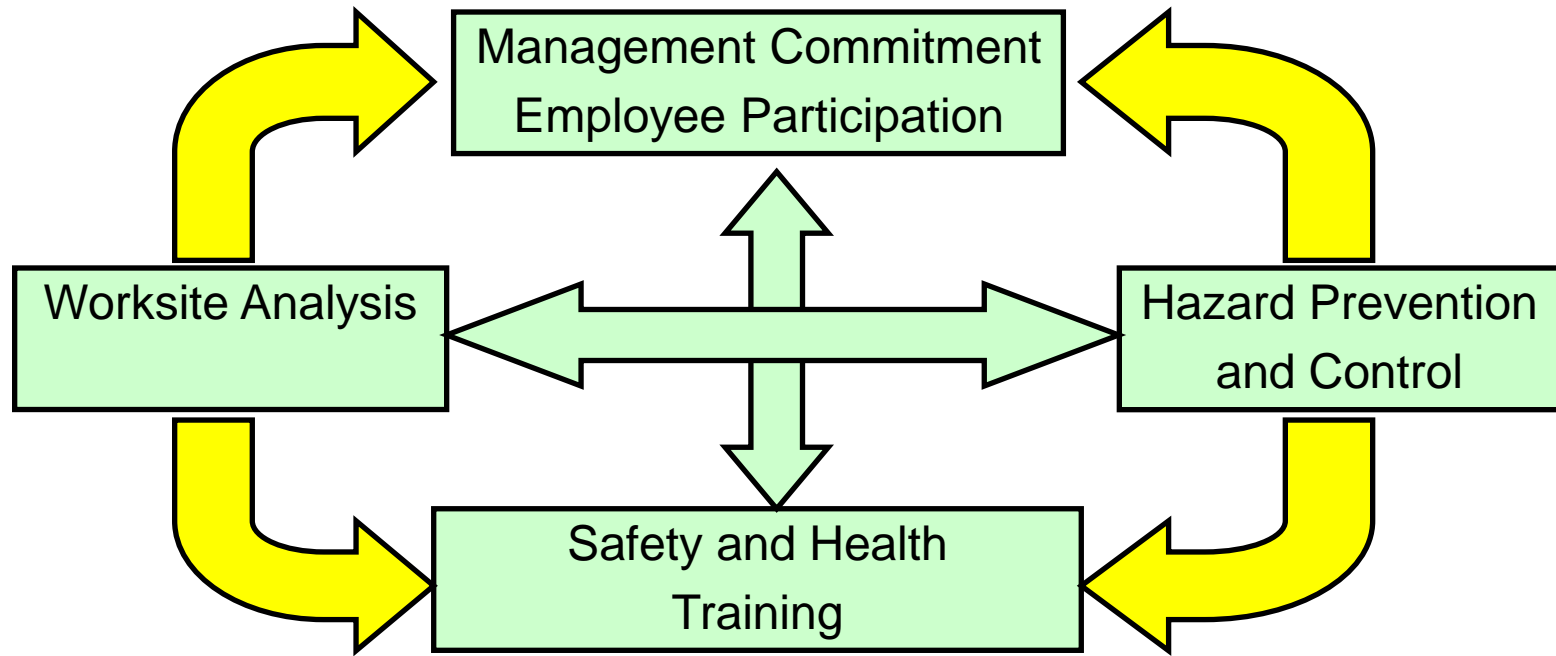 Management Commitment
Employee Participation
Worksite Analysis
Hazard Prevention
and Control
Safety and Health
Training